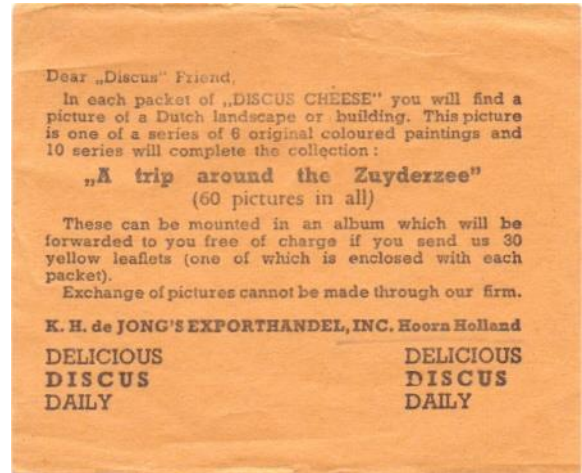 Dear „Discus" Friend,
In each packet of „DISCUS CHEESE" you will find a
picture of a Dutch landscape or building. This picture
is one of a series of 6 original coloured paintings and
10 series will complete the collection :
„A trip around the Zuyderzee"
(60 pictures in all)
These can be mounted in an album which will be
forwarded to you free of charge if you send us 30
yellow leaflets (one of which is enclosed with each
packet).
Exchange of pictures cannot be made through our firm.
K. H. de JONG'S EXPORTHANDEL, INC. Hoorn Holland
DELICIOUS DELICIOUS
DISCUS DISCUS
DAILY DAILY